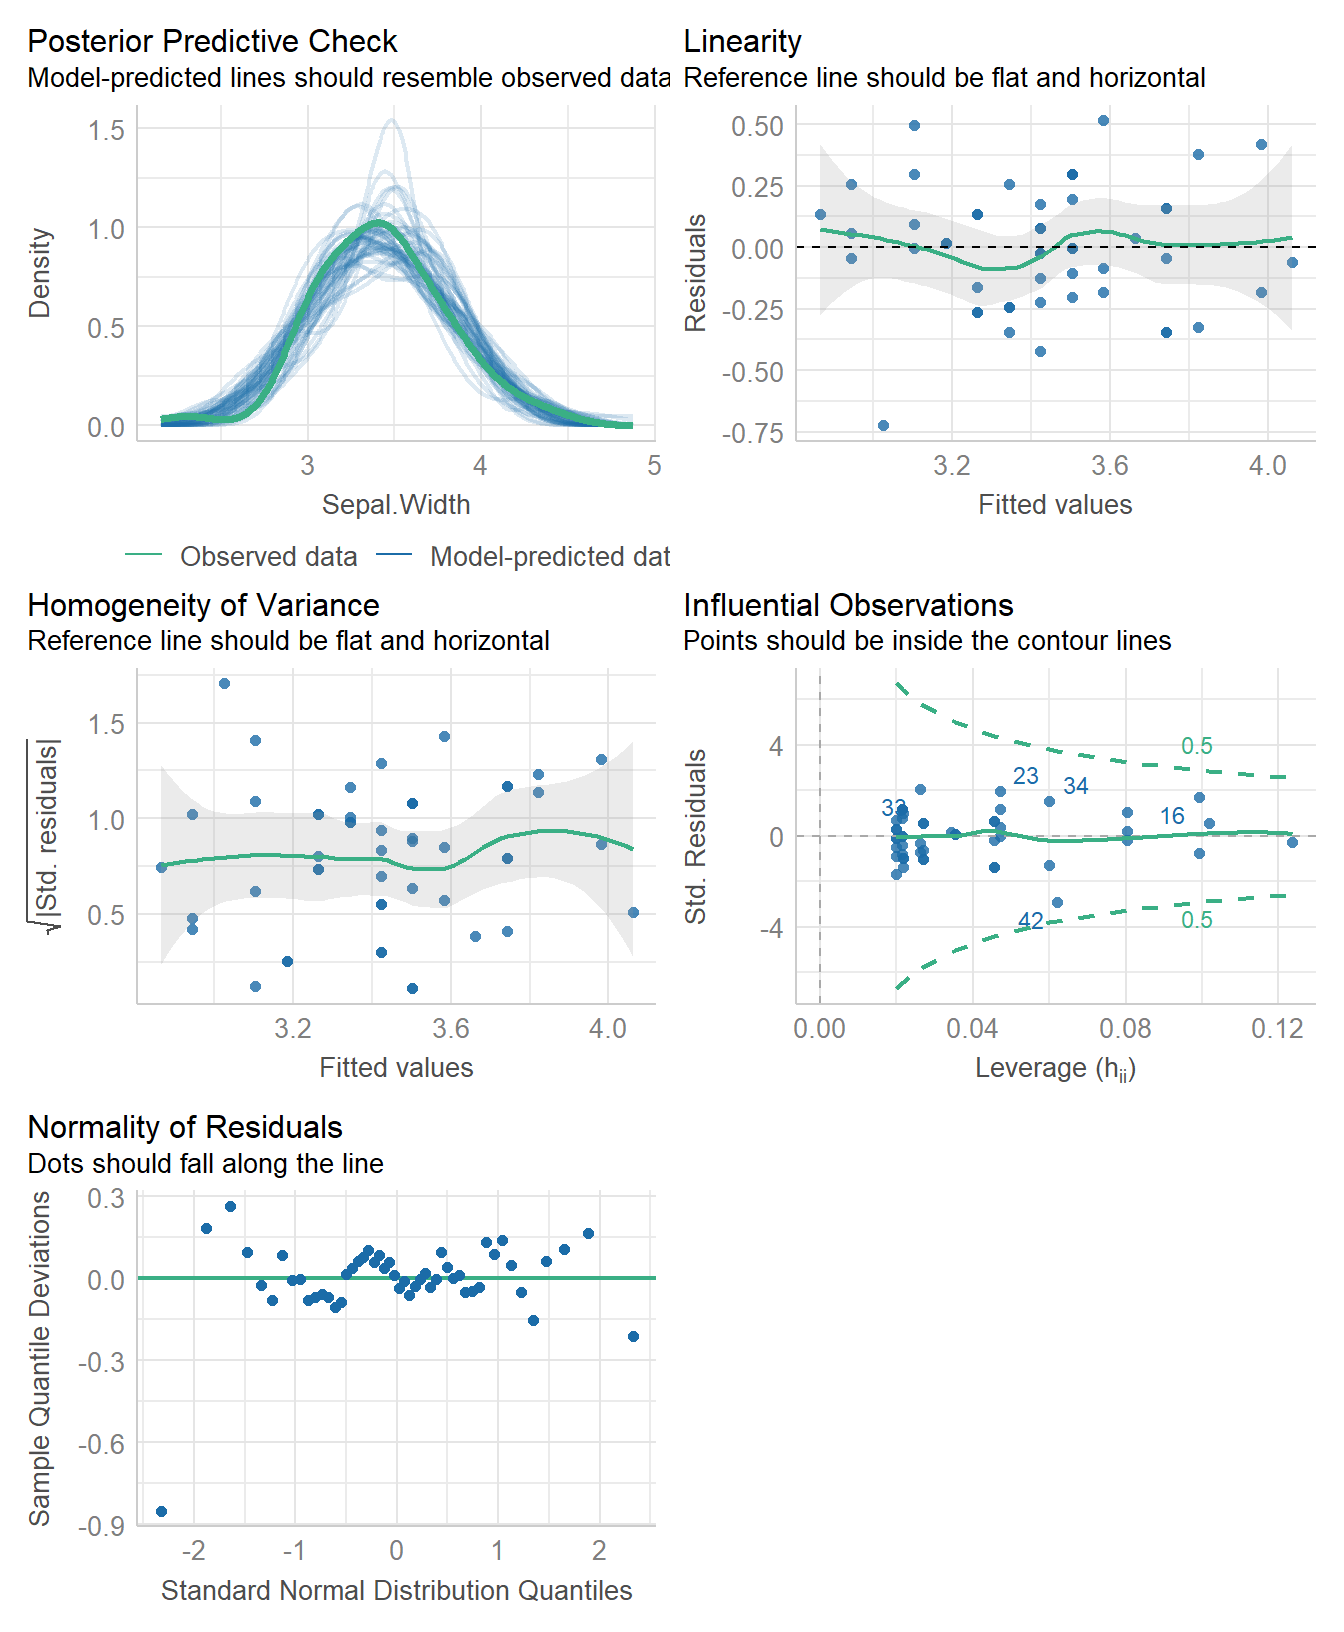 Posterior Predictive Check
Model-predicted lines should resemble observed data
1.5
1.0
0.5
0.0
Density
3
4
5
Sepal.Width
Observed data
Model-predicted dat
Linearity
Reference line should be flat and horizontal
0.50
0.25
0.00
-0.25
-0.50
-0.75
Residuals
3.2
3.6
4.0
Fitted values
Homogeneity of Variance
Reference line should be flat and horizontal
1.5
1.0
0.5
√|Std. residuals|
3.2
3.6
4.0
Fitted values
Influential Observations
Points should be inside the contour lines
4
0
-4
Std. Residuals
0.5
23
34
33
16
42
0.5
0.00
0.04
0.08
0.12
Leverage (hii)
Normality of Residuals
Dots should fall along the line
0.3
0.0
-0.3
-0.6
-0.9
Sample Quantile Deviations
-2
-1
0
1
2
Standard Normal Distribution Quantiles